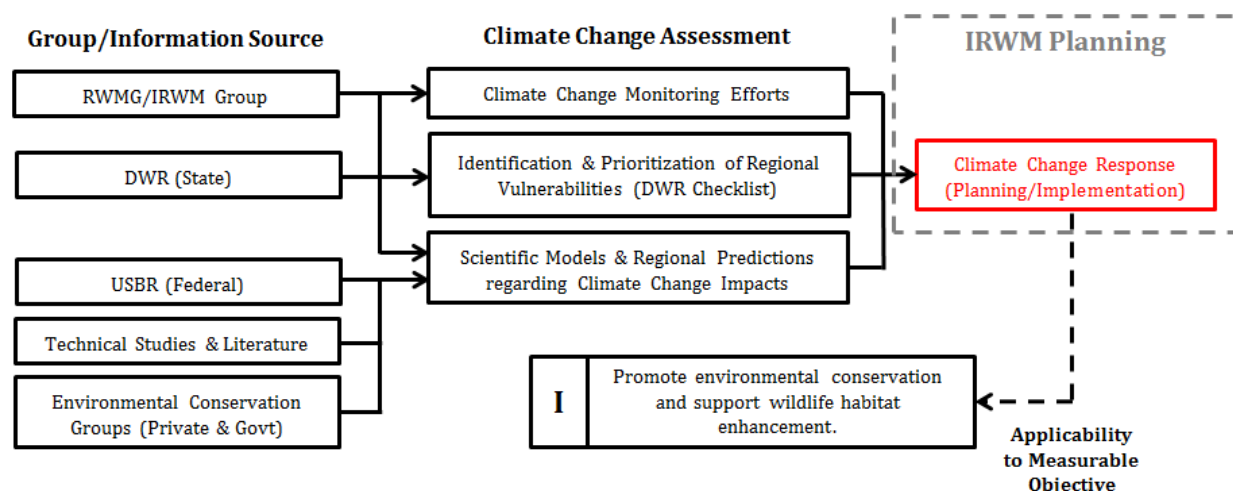 Group/Information Source
RWMG/IRWM Group
DWR (State)
USBR (Federal)
Technical Studies & Literature
Environmental Conservation
Groups (Private & Govt)
Climate Change Assessment
Climate Change Monitoring Efforts
Identification & Prioritization of Regional
Vulnerabilities (DWR Checklist)
Scientific Models & Regional Predictions
regarding Climate Change Impacts
IRWM Planning
Climate Change Response
(Planning/Implementation)
I
Promote environmental conservation
and support wildlife habitat
enhancement.
Applicability
to Measurable
Objective